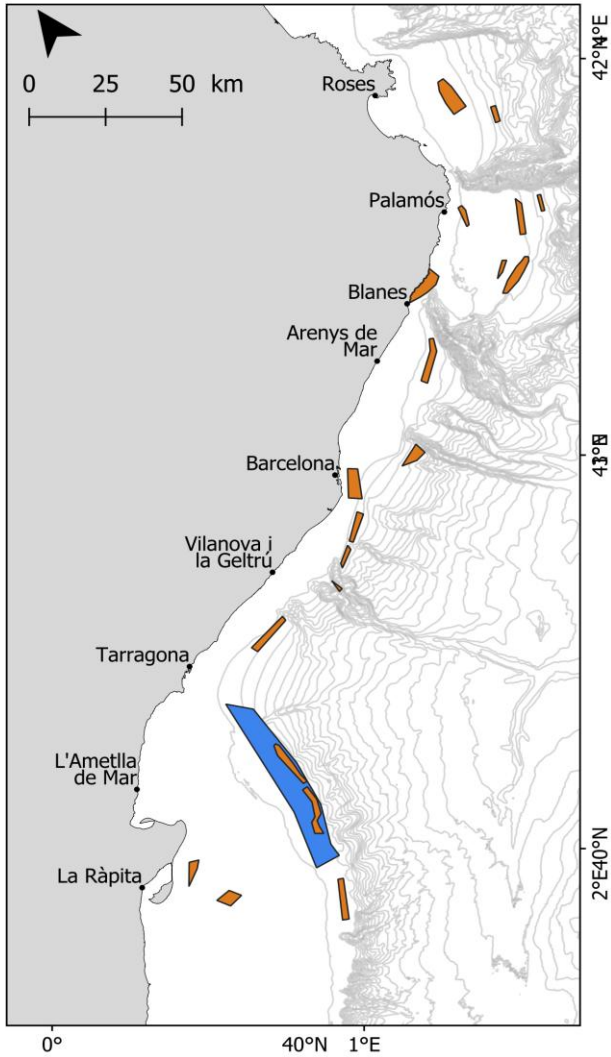 0 25 50 km
Roses
Palamós
Blanes
Arenys de
Mar
Barcelona
Vilanova i
la Geltrú
Tarragona
L'Ametlla
de Mar
La Ràpita
2°E40°N
0°
40°N 1°E